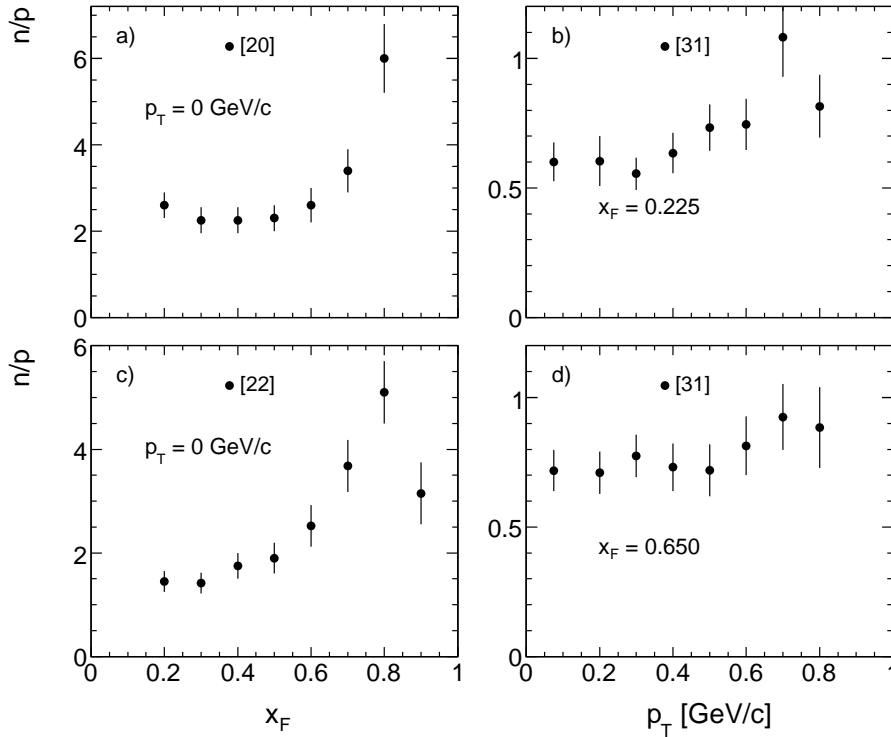 n/p
a)
[20]
p_T = 0 GeV/c
6
4
2
0
b)
[31]
x_F = 0.225
1
0.5
0
n/p
c)
[22]
p_T = 0 GeV/c
6
4
2
0
0 0.2 0.4 0.6 0.8 1
x_F
d)
[31]
x_F = 0.650
1
0.5
0
0 0.2 0.4 0.6 0.8 1
p_T [GeV/c]